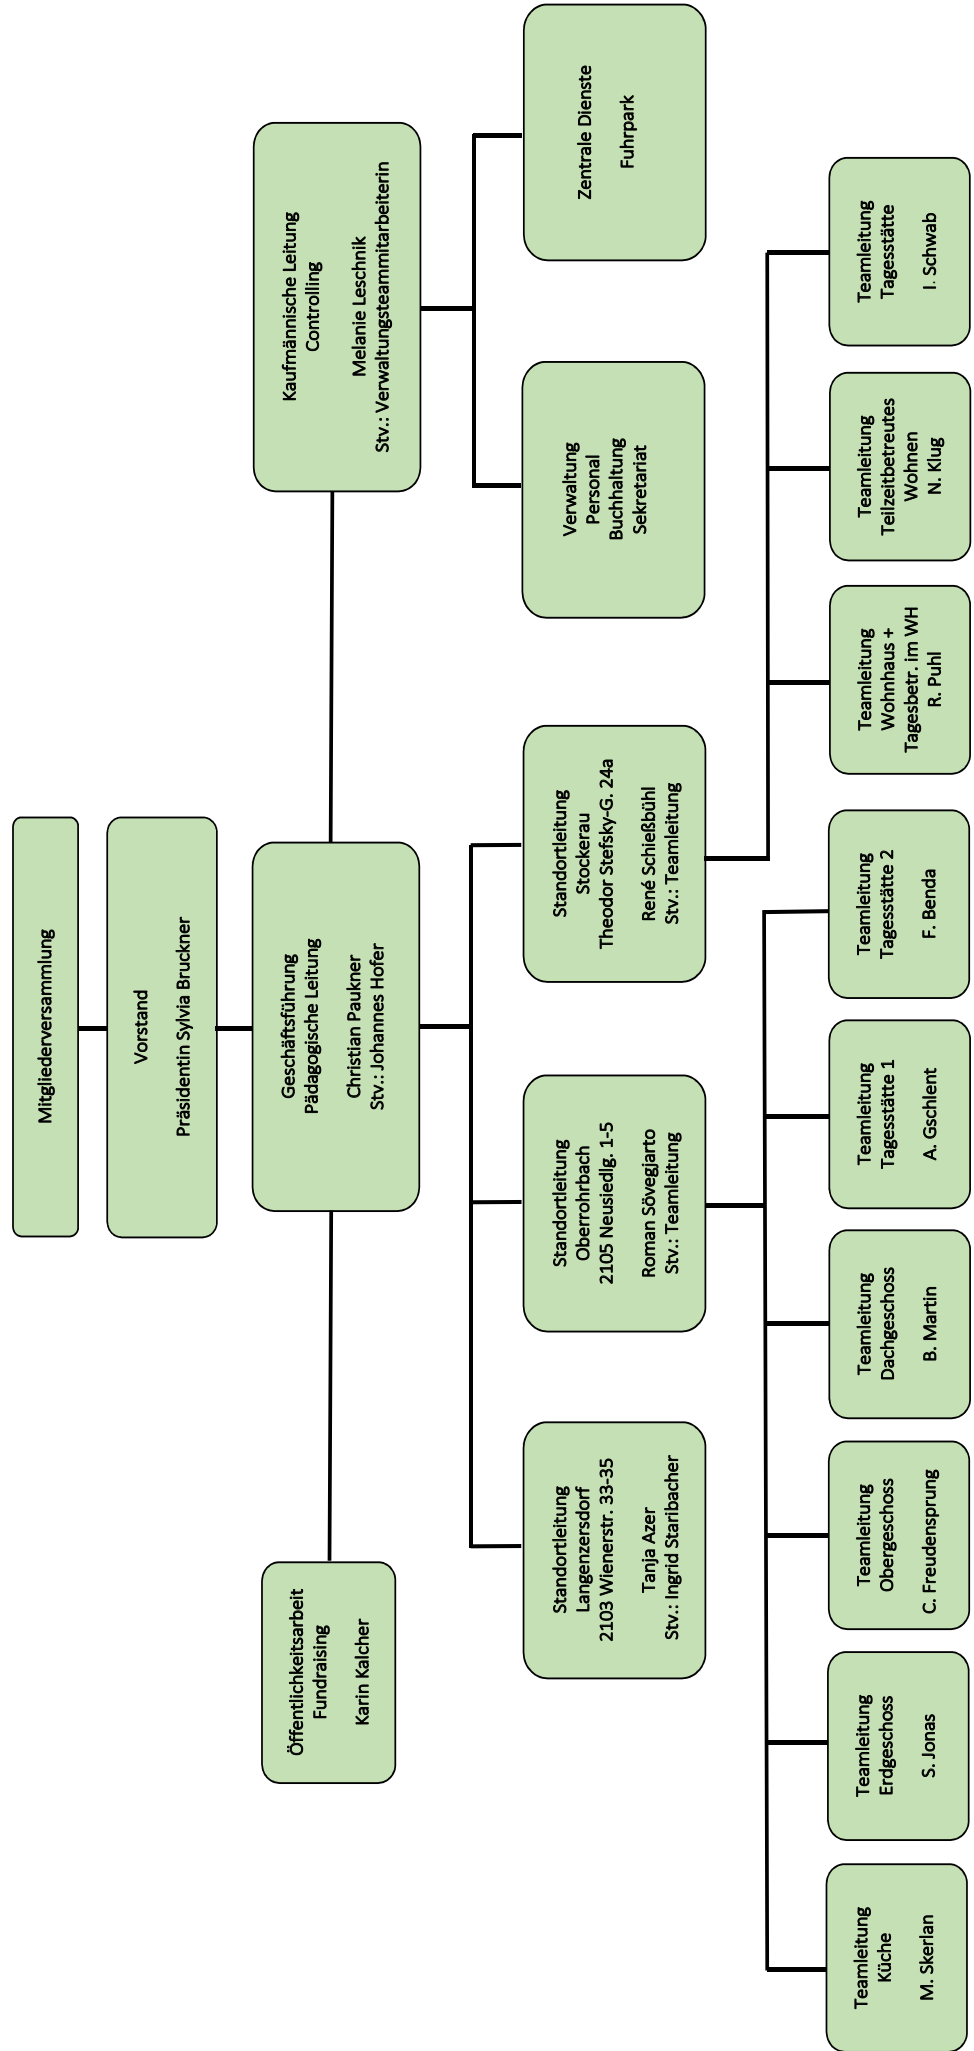 Mitgliederversammlung
Vorstand
Präsidentin Sylvia Bruckner
Öffentlichkeitsarbeit
Fundraising
Karin Kalcher
Geschäftsführung
Pädagogische Leitung
Christian Paukner
Stv.: Johannes Hofer
Kaufmännische Leitung
Controlling
Melanie Leschnik
Stv.: Verwaltungsteammitarbeiterin
Standortleitung
Langenzersdorf
2103 Wienerstr. 33-35
Tanja Azer
Stv.: Ingrid Staribacher
Standortleitung
Oberrohrbach
2105 Neusiedlg. 1-5
Roman Sövegjarto
Stv.: Teamleitung
Standortleitung
Stockerau
Theodor Stefsky-G. 24a
René Schießbühl
Stv.: Teamleitung
Verwaltung
Personal
Buchhaltung
Sekretariat
Zentrale Dienste
Fuhrpark
Teamleitung
Küche
M. Skerlan
Teamleitung
Erdgeschoss
S. Jonas
Teamleitung
Obergeschoss
C. Freudensprung
Teamleitung
Dachgeschoss
B. Martin
Teamleitung
Tagesstätte 1
A. Gschlent
Teamleitung
Tagesstätte 2
F. Benda
Teamleitung
Wohnhaus +
Tagesbetr. im WH
R. Puhl
Teamleitung
Teilzeitbetreutes
Wohnen
N. Klug
Teamleitung
Tagesstätte
I. Schwab